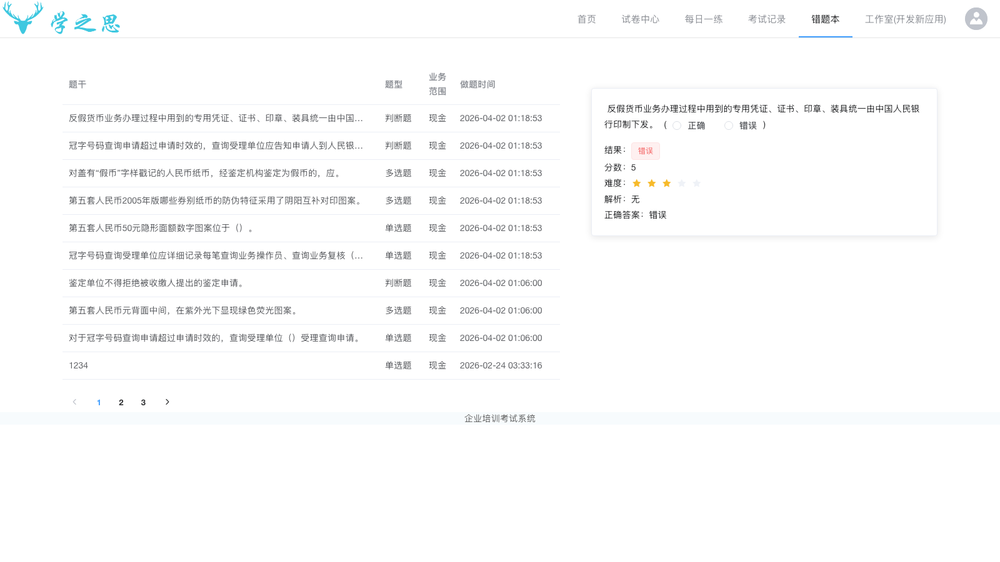 学之思
首页 试卷中心 每日一练 考试记录 错题本 工作室(开发新应用)
题干 题型 业务范围 做题时间
反假货币业务办理过程中用到的专用凭证、证书、印章、装具统一由中国... 判断题 现金 2026-04-02 01:18:53
冠字号码查询申请超过申请时效的，查询受理单位应告知申请人到人民银... 判断题 现金 2026-04-02 01:18:53
对盖有“假币”字样戳记的人民币纸币，经鉴定机构鉴定为假币的，应。 多选题 现金 2026-04-02 01:18:53
第五套人民币2005年版哪些券别纸币的防伪特征采用了阴阳互补对印图案。 多选题 现金 2026-04-02 01:18:53
第五套人民币50元隐形面额数字图案位于（）。 单选题 现金 2026-04-02 01:18:53
冠字号码查询受理单位应详细记录每笔查询业务操作员、查询业务复核（... 单选题 现金 2026-04-02 01:18:53
鉴定单位不得拒绝被收缴人提出的鉴定申请。 判断题 现金 2026-04-02 01:06:00
第五套人民币元背面中间，在紫外光下显现绿色荧光图案。 多选题 现金 2026-04-02 01:06:00
对于冠字号码查询申请超过申请时效的，查询受理单位（）受理查询申请。 单选题 现金 2026-04-02 01:06:00
1234 单选题 现金 2026-02-24 03:33:16
1 2 3
反假货币业务办理过程中用到的专用凭证、证书、印章、装具统一由中国人民银
行印制下发。（ 正确 错误 ）
结果： 错误
分数：5
难度：
解析：无
正确答案：错误
企业培训考试系统